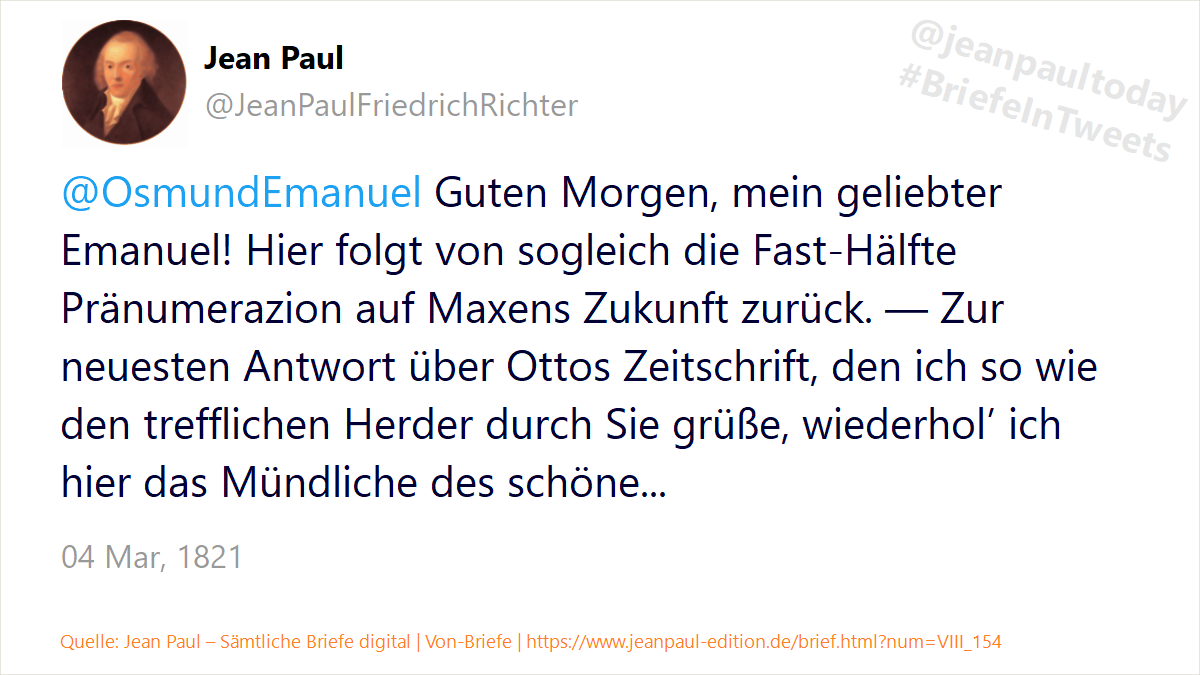 Jean Paul
@JeanPaulFriedrichRichter
@jeanpaultoday
#BriefeInTweets
@OsmundEmanuel Guten Morgen, mein geliebter
Emanuel! Hier folgt von sogleich die Fast-Hälfte
Pränumerazion auf Maxens Zukunft zurück. — Zur
neuesten Antwort über Ottos Zeitschrift, den ich so wie
den trefflichen Herder durch Sie grüße, wiederhol’ ich
hier das Mündliche des schöne...
04 Mar, 1821
Quelle: Jean Paul – Sämtliche Briefe digital | Von-Briefe | https://www.jeanpaul-edition.de/brief.html?num=VIII_154